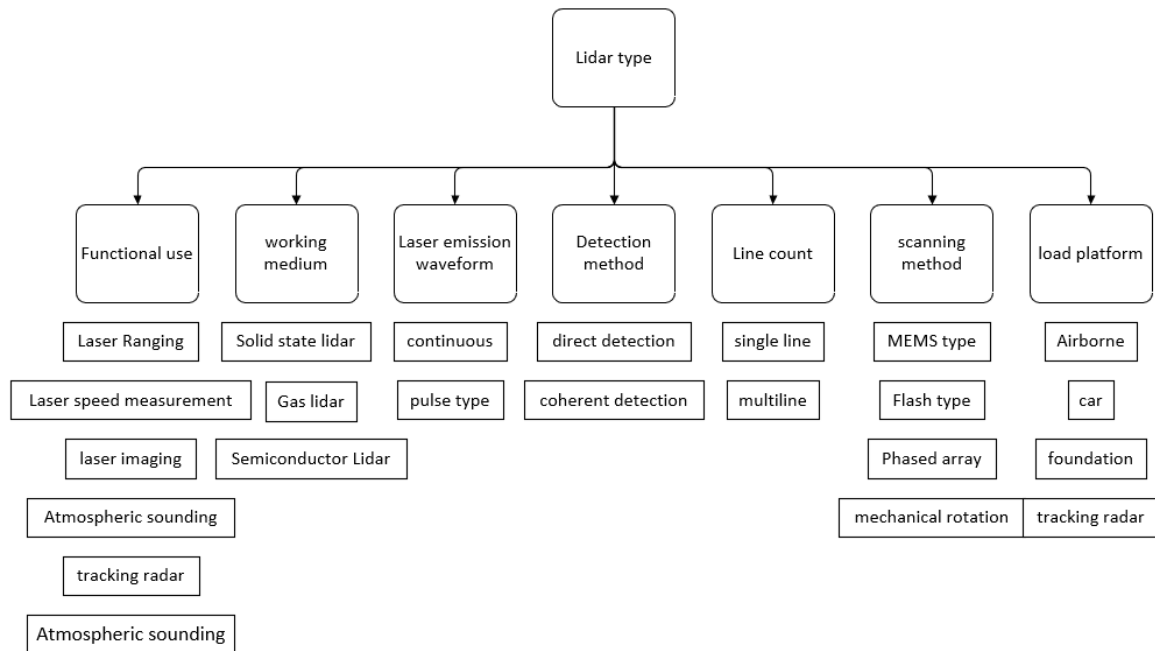 Lidar type
Functional use
working
medium
Laser emission
waveform
Detection
method
Line count
scanning
method
load platform
Laser Ranging
Solid state lidar
continuous
direct detection
single line
MEMS type
Airborne
Laser speed measurement
Gas lidar
pulse type
coherent detection
multiline
Flash type
car
laser imaging
Semiconductor Lidar
Phased array
foundation
Atmospheric sounding
mechanical rotation
tracking radar
tracking radar
Atmospheric sounding